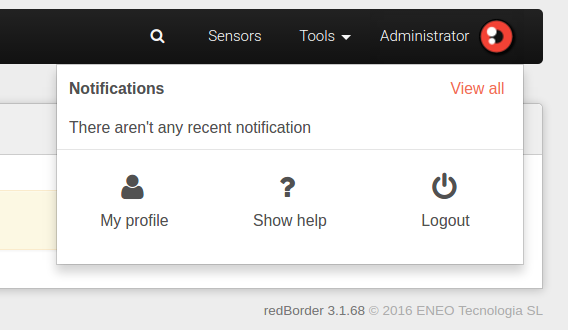 Sensors Tools Administrator
Notifications View all
There aren't any recent notification
My profile Show help Logout
redBorder 3.1.68 © 2016 ENEO Tecnologia SL